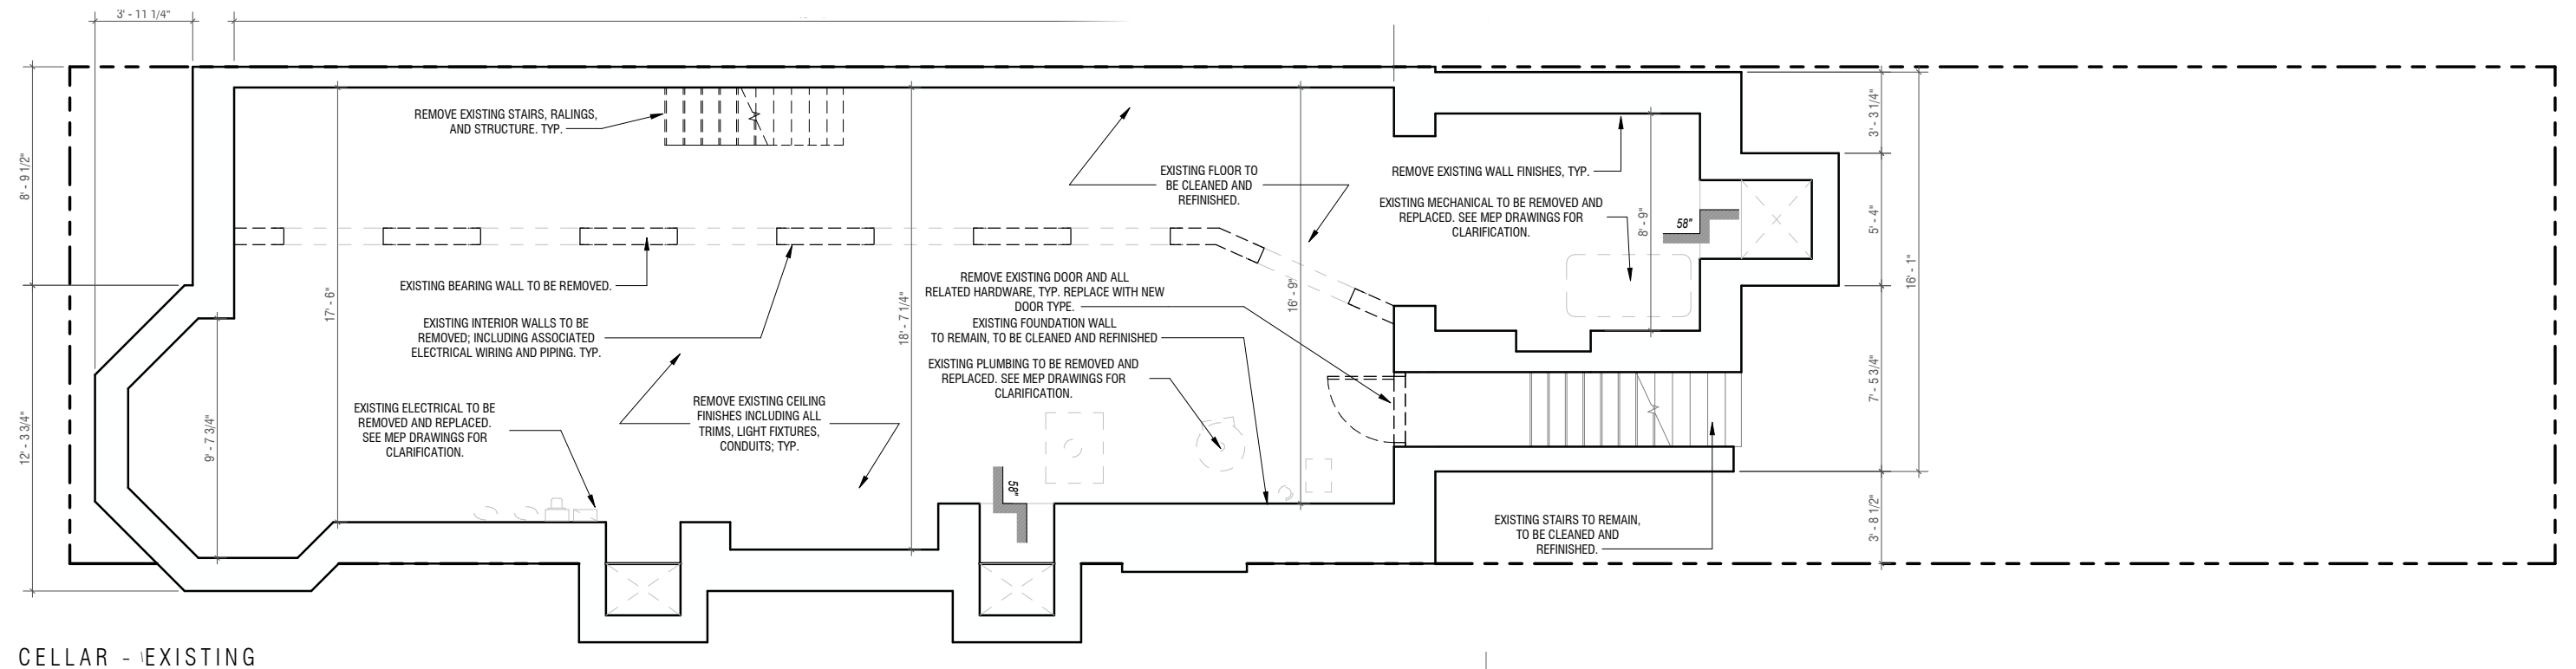 3' - 11 1/4"
REMOVE EXISTING STAIRS, RALINGS,
AND STRUCTURE. TYP.
EXISTING FLOOR TO
BE CLEANED AND
REFINISHED.
REMOVE EXISTING WALL FINISHES, TYP.
EXISTING MECHANICAL TO BE REMOVED AND
REPLACED. SEE MEP DRAWINGS FOR
CLARIFICATION.
58"
8' - 9"
3' - 3 1/4"
5' - 4"
16' - 1"
7' - 5 3/4"
3' - 8 1/2"
8' - 9 1/2"
12' - 3 3/4"
17' - 6"
9' - 7 3/4"
18' - 7 1/4"
16' - 9"
EXISTING BEARING WALL TO BE REMOVED.
EXISTING INTERIOR WALLS TO BE
REMOVED; INCLUDING ASSOCIATED
ELECTRICAL WIRING AND PIPING. TYP.
REMOVE EXISTING DOOR AND ALL
RELATED HARDWARE, TYP. REPLACE WITH NEW
DOOR TYPE.
EXISTING FOUNDATION WALL
TO REMAIN, TO BE CLEANED AND REFINISHED
EXISTING PLUMBING TO BE REMOVED AND
REPLACED. SEE MEP DRAWINGS FOR
CLARIFICATION.
EXISTING ELECTRICAL TO BE
REMOVED AND REPLACED.
SEE MEP DRAWINGS FOR
CLARIFICATION.
REMOVE EXISTING CEILING
FINISHES INCLUDING ALL
TRIMS, LIGHT FIXTURES,
CONDUITS; TYP.
58"
EXISTING STAIRS TO REMAIN,
TO BE CLEANED AND
REFINISHED.
CELLAR - EXISTING